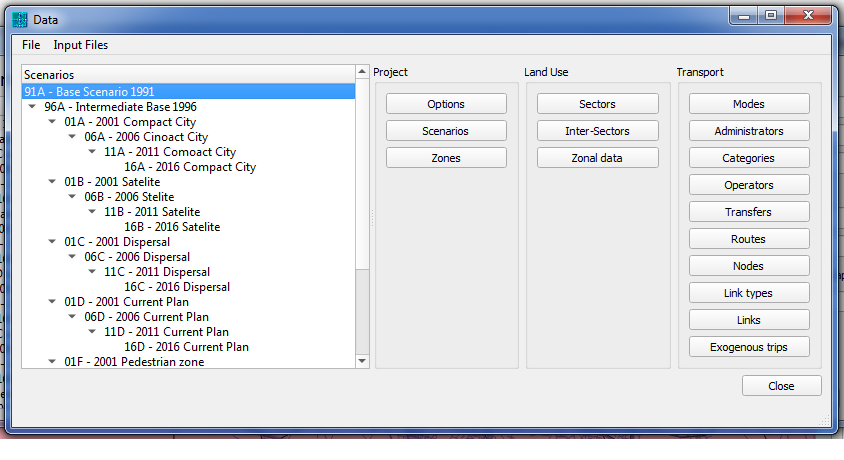 Data
File Input Files
Scenarios
91A - Base Scenario 1991
96A - Intermediate Base 1996
01A - 2001 Compact City
06A - 2006 Cinoact City
11A - 2011 Comoact City
16A - 2016 Compact City
01B - 2001 Satelite
06B - 2006 Stelite
11B - 2011 Satelite
16B - 2016 Satelite
01C - 2001 Dispersal
06C - 2006 Dispersal
11C - 2011 Dispersal
16C - 2016 Dispersal
01D - 2001 Current Plan
06D - 2006 Current Plan
11D - 2011 Current Plan
16D - 2016 Current Plan
01F - 2001 Pedestrian zone
Project
Options
Scenarios
Zones
Land Use
Sectors
Inter-Sectors
Zonal data
Transport
Modes
Administrators
Categories
Operators
Transfers
Routes
Nodes
Link types
Links
Exogenous trips
Close